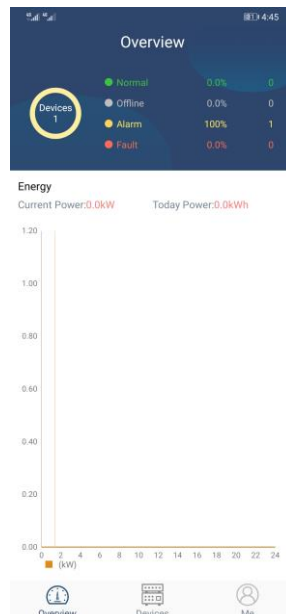 4:45
Overview
Devices
1
Normal 0.0% 0
Offline 0.0% 0
Alarm 100% 1
Fault 0.0% 0
Energy
Current Power:0.0kW Today Power:0.0kWh
1.20
1.00
0.80
0.60
0.40
0.20
0.00
0 2 4 6 8 10 12 14 16 18 20 22 24
(kW)
Overview Devices Me